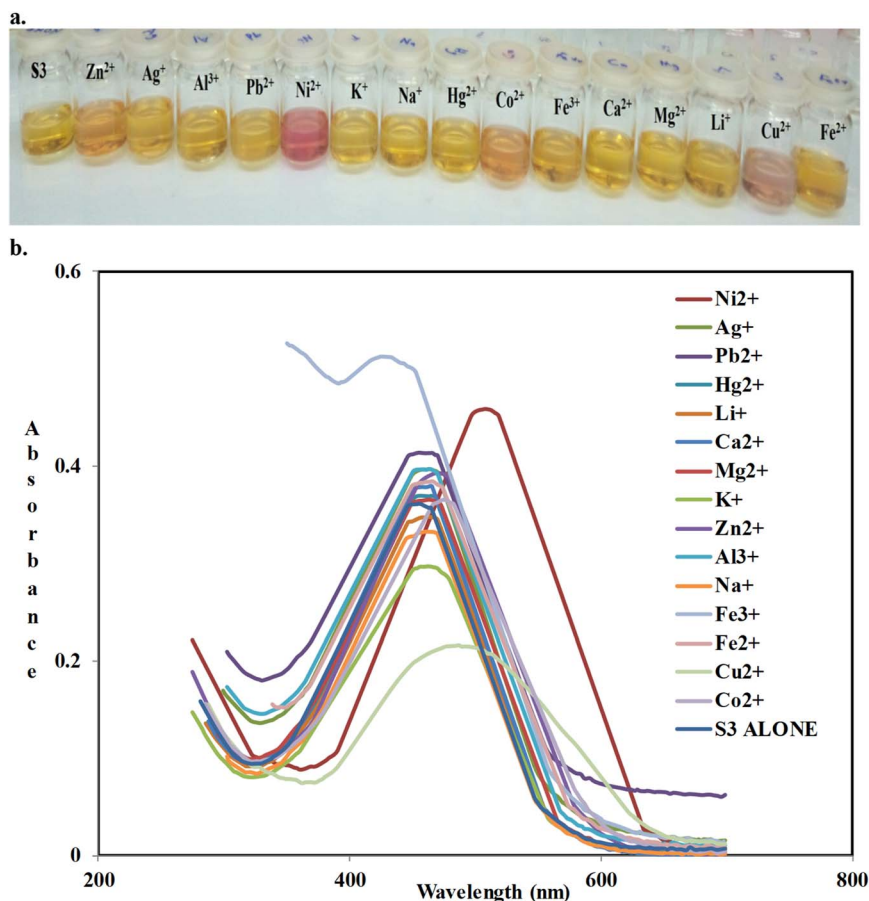 a.
S3 Zn²⁺ Ag⁺ Al³⁺ Pb²⁺ Ni²⁺ K⁺ Na⁺ Hg²⁺ Co²⁺ Fe³⁺ Ca²⁺ Mg²⁺ Li⁺ Cu²⁺ Fe²⁺
b.
0.6
0.4
0.2
0
Absorbance
200 400 600 800
Wavelength (nm)
Ni2+
Ag+
Pb2+
Hg2+
Li+
Ca2+
Mg2+
K+
Zn2+
Al3+
Na+
Fe3+
Fe2+
Cu2+
Co2+
S3 ALONE